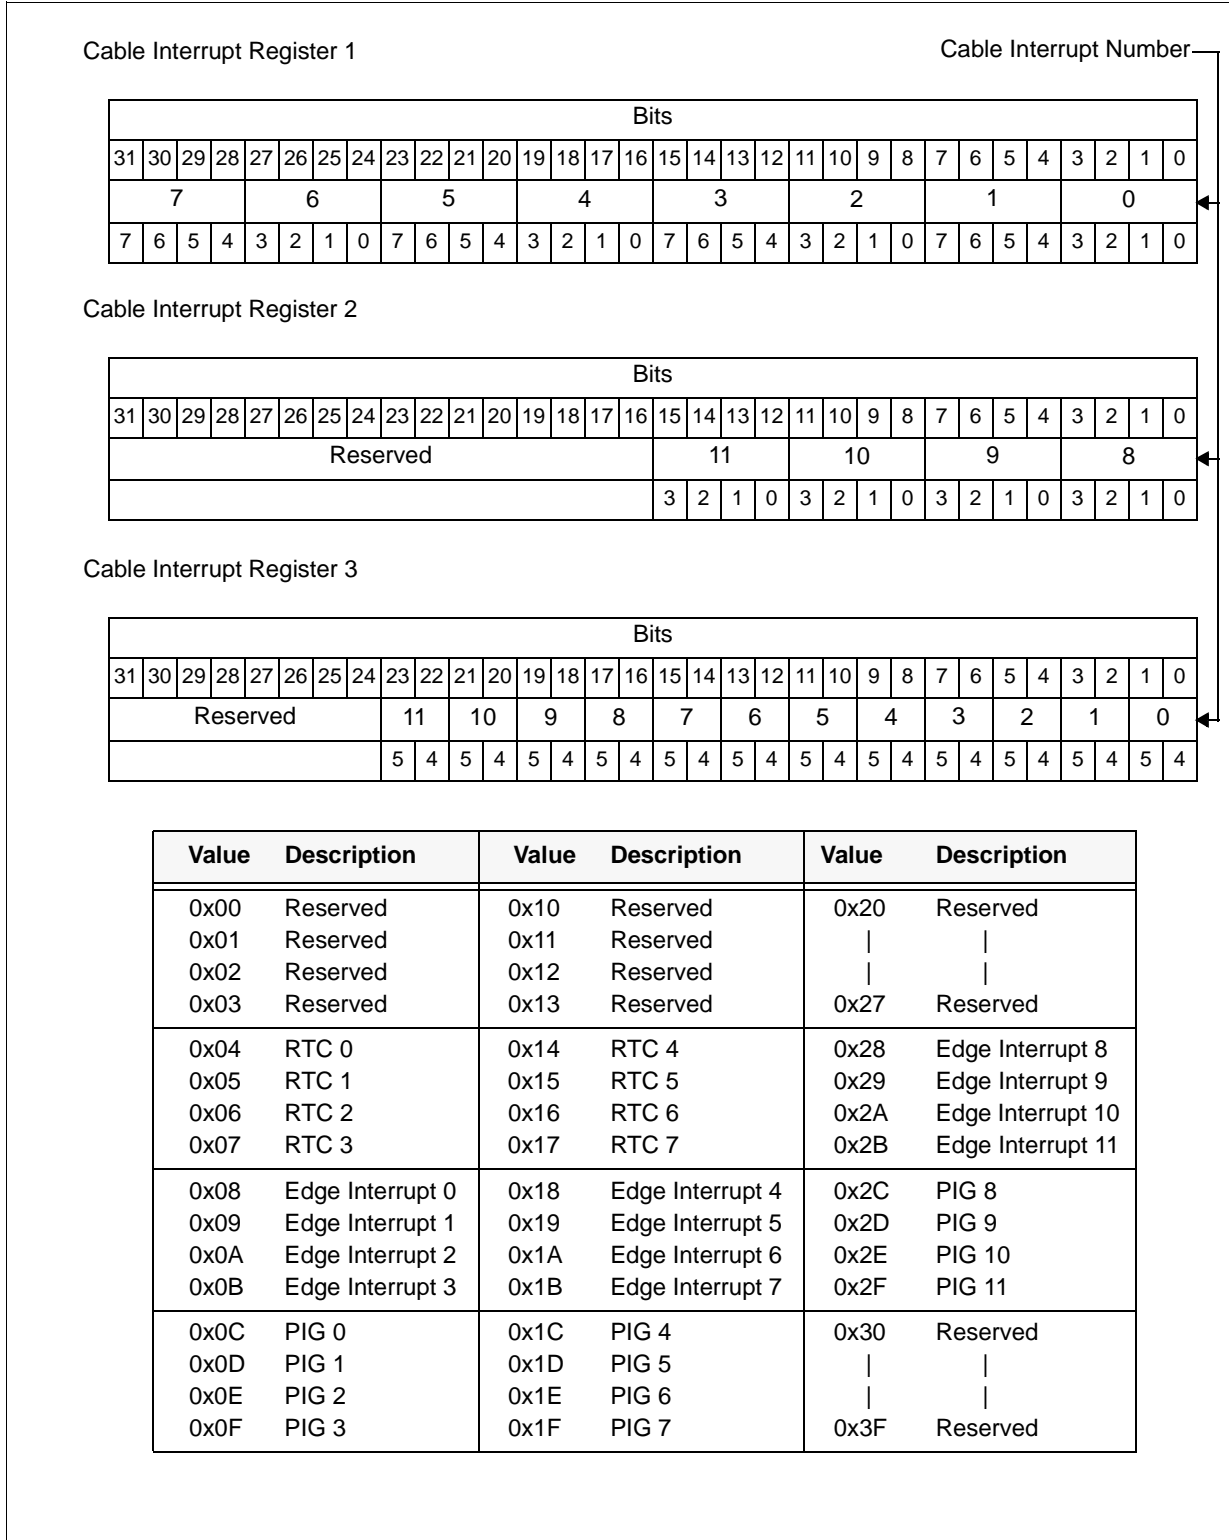 Cable Interrupt Register 1 Cable Interrupt Number
Bits
31 30 29 28 27 26 25 24 23 22 21 20 19 18 17 16 15 14 13 12 11 10 9 8 7 6 5 4 3 2 1 0
7 6 5 4 3 2 1 0
7 6 5 4 3 2 1 0 7 6 5 4 3 2 1 0 7 6 5 4 3 2 1 0 7 6 5 4 3 2 1 0
Cable Interrupt Register 2
Bits
31 30 29 28 27 26 25 24 23 22 21 20 19 18 17 16 15 14 13 12 11 10 9 8 7 6 5 4 3 2 1 0
Reserved 11 10 9 8
3 2 1 0 3 2 1 0 3 2 1 0 3 2 1 0
Cable Interrupt Register 3
Bits
31 30 29 28 27 26 25 24 23 22 21 20 19 18 17 16 15 14 13 12 11 10 9 8 7 6 5 4 3 2 1 0
Reserved 11 10 9 8 7 6 5 4 3 2 1 0
5 4 5 4 5 4 5 4 5 4 5 4 5 4 5 4 5 4 5 4 5 4 5 4
Value Description Value Description Value Description
0x00 Reserved 0x10 Reserved 0x20 Reserved
0x01 Reserved 0x11 Reserved | |
0x02 Reserved 0x12 Reserved | |
0x03 Reserved 0x13 Reserved 0x27 Reserved
0x04 RTC 0 0x14 RTC 4 0x28 Edge Interrupt 8
0x05 RTC 1 0x15 RTC 5 0x29 Edge Interrupt 9
0x06 RTC 2 0x16 RTC 6 0x2A Edge Interrupt 10
0x07 RTC 3 0x17 RTC 7 0x2B Edge Interrupt 11
0x08 Edge Interrupt 0 0x18 Edge Interrupt 4 0x2C PIG 8
0x09 Edge Interrupt 1 0x19 Edge Interrupt 5 0x2D PIG 9
0x0A Edge Interrupt 2 0x1A Edge Interrupt 6 0x2E PIG 10
0x0B Edge Interrupt 3 0x1B Edge Interrupt 7 0x2F PIG 11
0x0C PIG 0 0x1C PIG 4 0x30 Reserved
0x0D PIG 1 0x1D PIG 5 | |
0x0E PIG 2 0x1E PIG 6 | |
0x0F PIG 3 0x1F PIG 7 0x3F Reserved